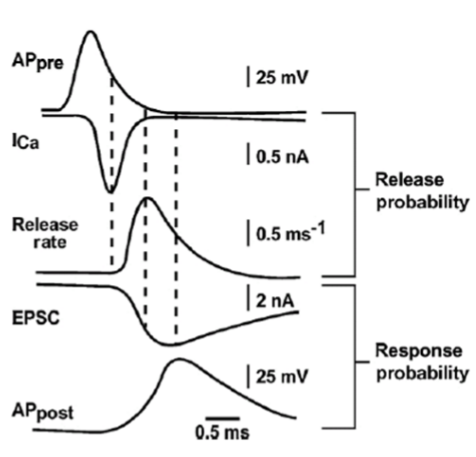 APpre
25 mV
ICa
0.5 nA
Release
probability
Release
rate
0.5 ms-1
2 nA
EPSC
Response
probability
25 mV
APpost
0.5 ms